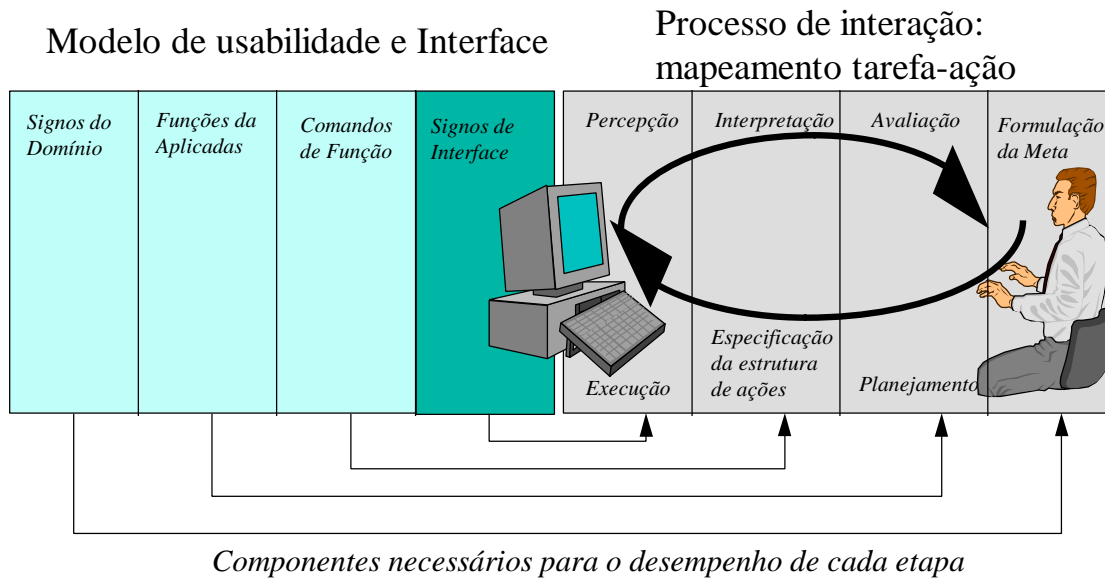 Modelo de usabilidade e Interface
Processo de interação:
mapeamento tarefa-ação
Signos do
Domínio
Funções da
Aplicadas
Comandos
de Função
Signos de
Interface
Percepção
Interpretação
Avaliação
Formulação
da Meta
Execução
Especificação
da estrutura
de ações
Planejamento
Componentes necessários para o desempenho de cada etapa